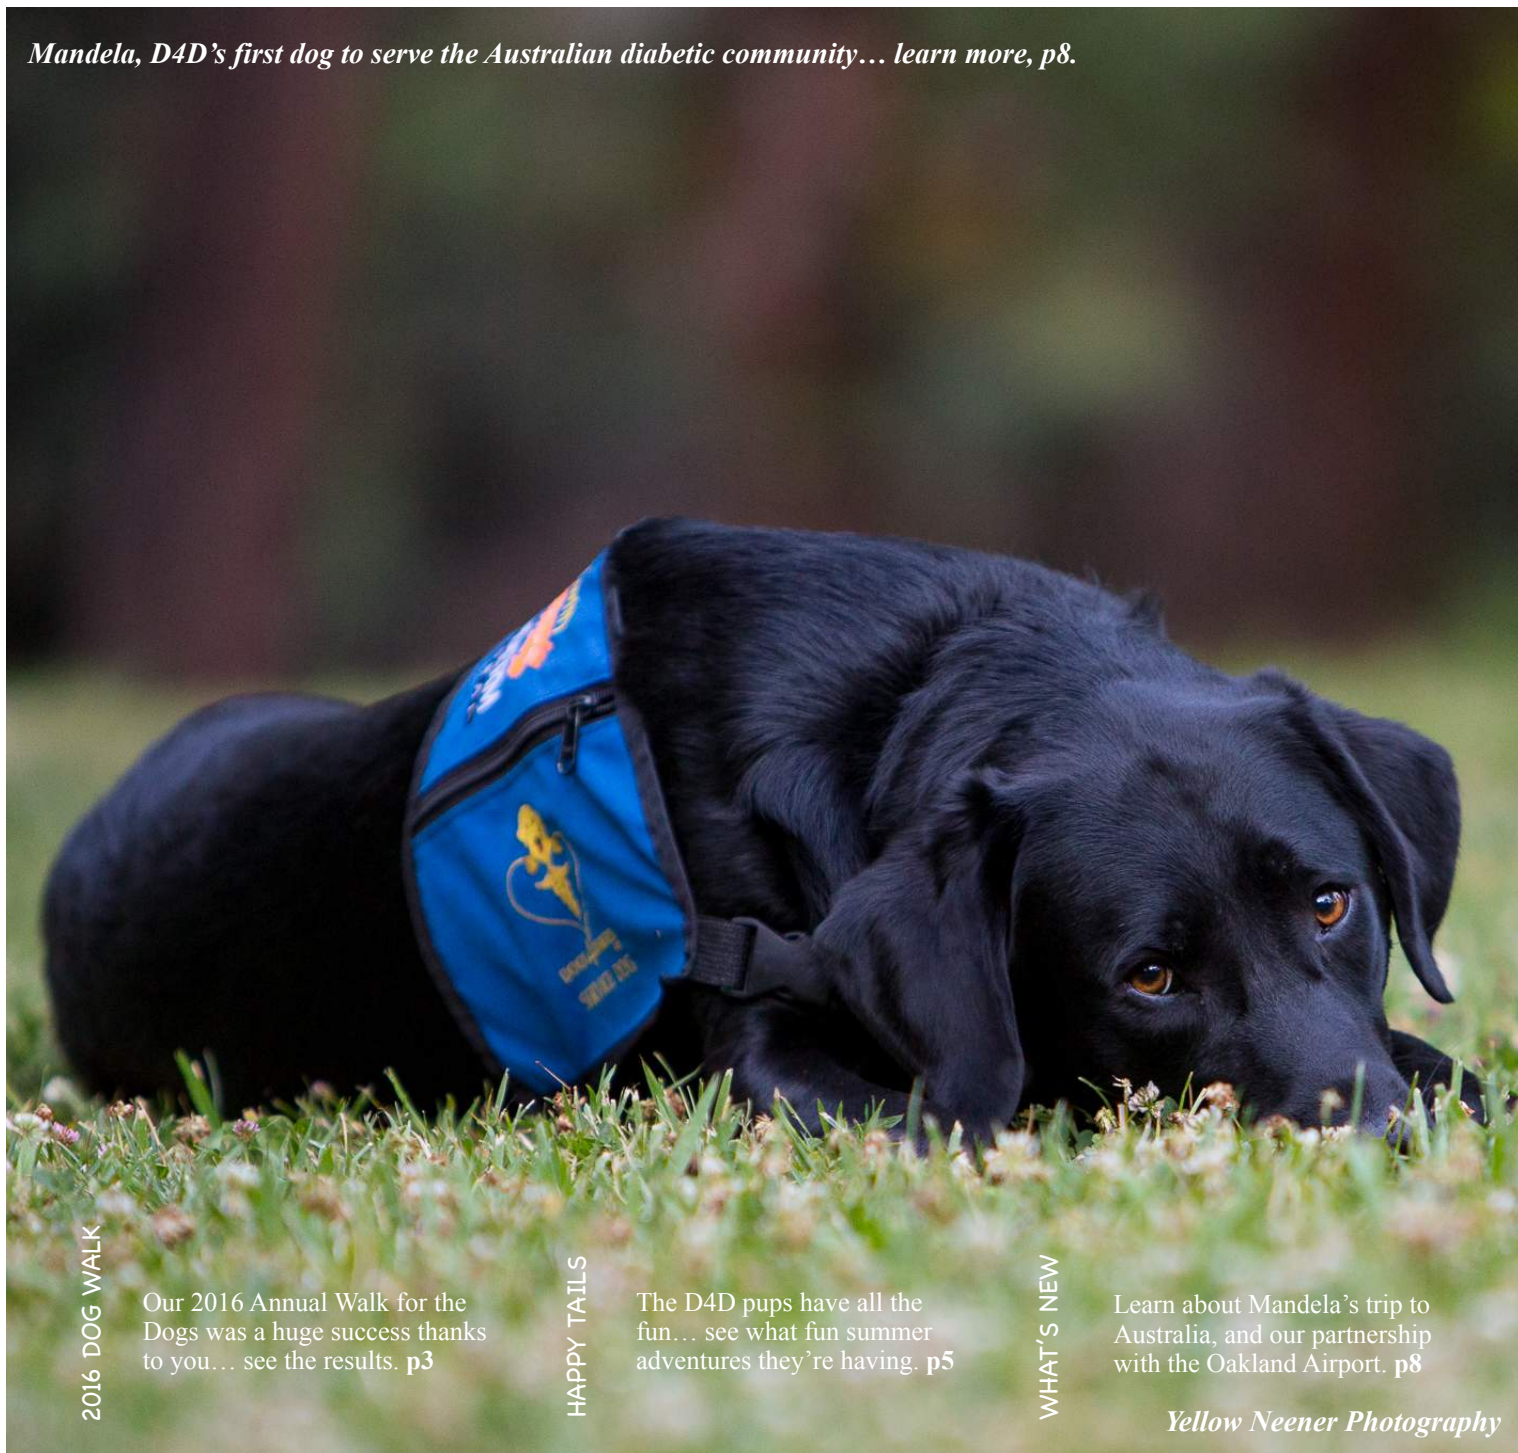 Mandela, D4D’s first dog to serve the Australian diabetic community… learn more, p8.
SERVICE DOG
2016 DOG WALK
Our 2016 Annual Walk for the
Dogs was a huge success thanks
to you… see the results. p3
HAPPY TAILS
The D4D pups have all the
fun… see what fun summer
adventures they’re having. p5
WHAT’S NEW
Learn about Mandela’s trip to
Australia, and our partnership
with the Oakland Airport. p8
Yellow Neener Photography